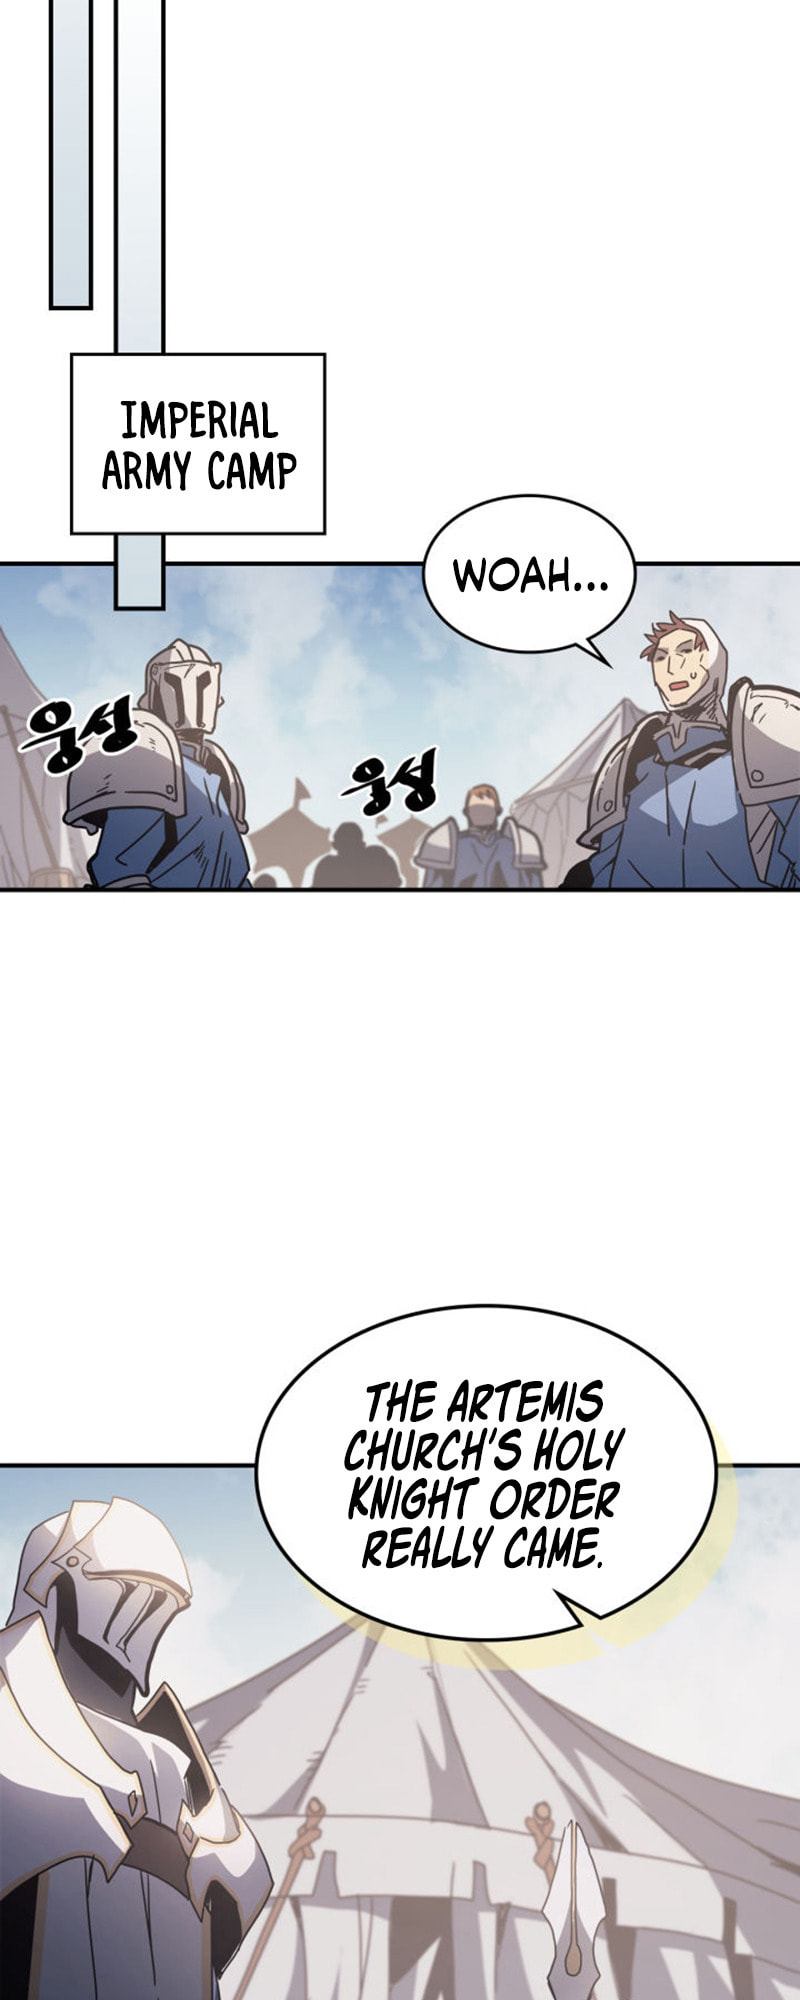 IMPERIAL
ARMY CAMP
WOAH...
웅성
웅성
THE ARTEMIS
CHURCH'S HOLY
KNIGHT ORDER
REALLY CAME.